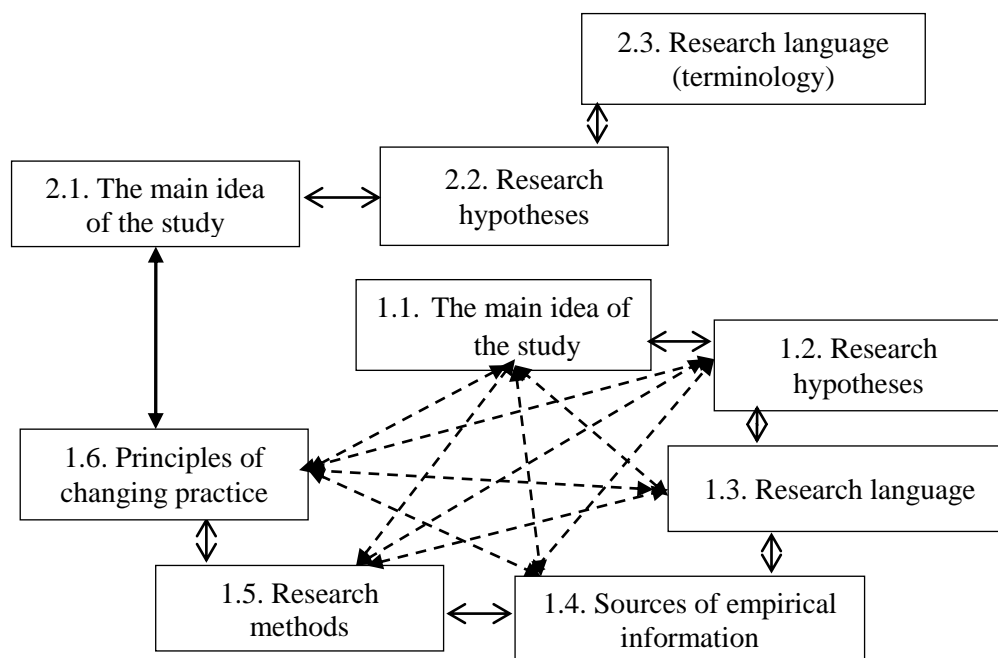 2.3. Research language
(terminology)
2.1. The main idea
of the study
2.2. Research
hypotheses
1.1. The main idea of
the study
1.2. Research
hypotheses
1.6. Principles of
changing practice
1.3. Research language
1.5. Research
methods
1.4. Sources of empirical
information